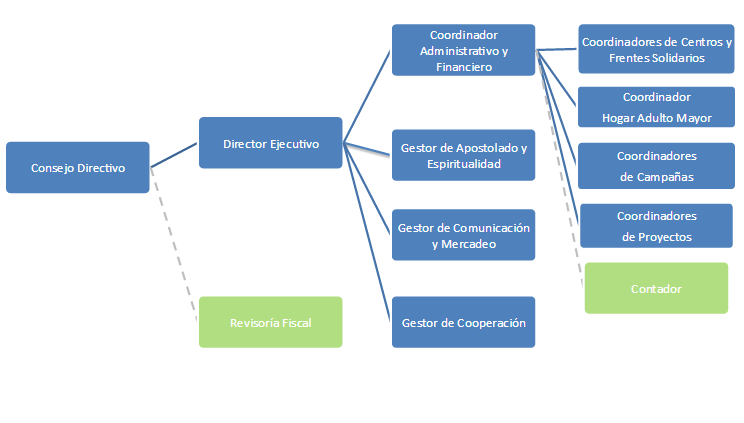 Consejo Directivo
Director Ejecutivo
Revisoría Fiscal
Coordinador
Administrativo y
Financiero
Gestor de Apostolado y
Espiritualidad
Gestor de Comunicación
y Mercadeo
Gestor de Cooperación
Coordinadores de Centros y
Frentes Solidarios
Coordinador
Hogar Adulto Mayor
Coordinadores
de Campañas
Coordinadores
de Proyectos
Contador